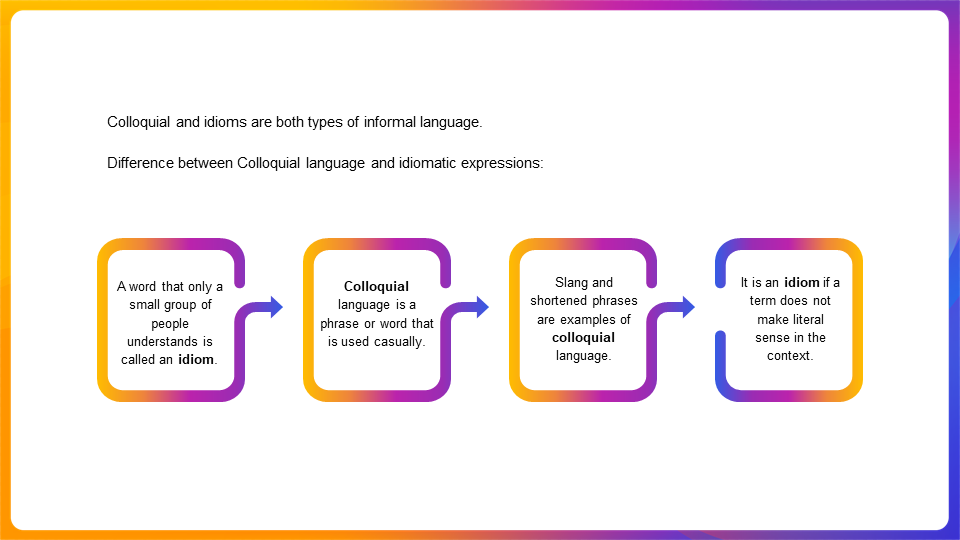 Colloquial and idioms are both types of informal language.
Difference between Colloquial language and idiomatic expressions:
A word that only a
small group of
people
understands is
called an idiom.
Colloquial
language is a
phrase or word that
is used casually.
Slang and
shortened phrases
are examples of
colloquial
language.
It is an idiom if a
term does not
make literal
sense in the
context.